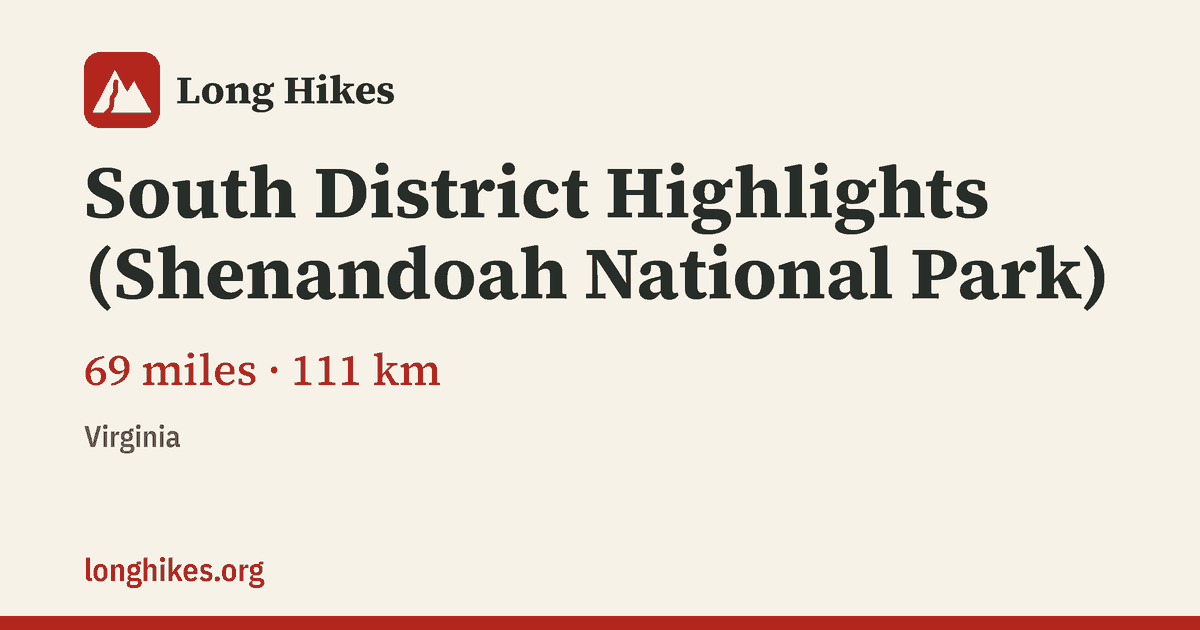 Long Hikes
South District Highlights
(Shenandoah National Park)
69 miles · 111 km
Virginia
longhikes.org